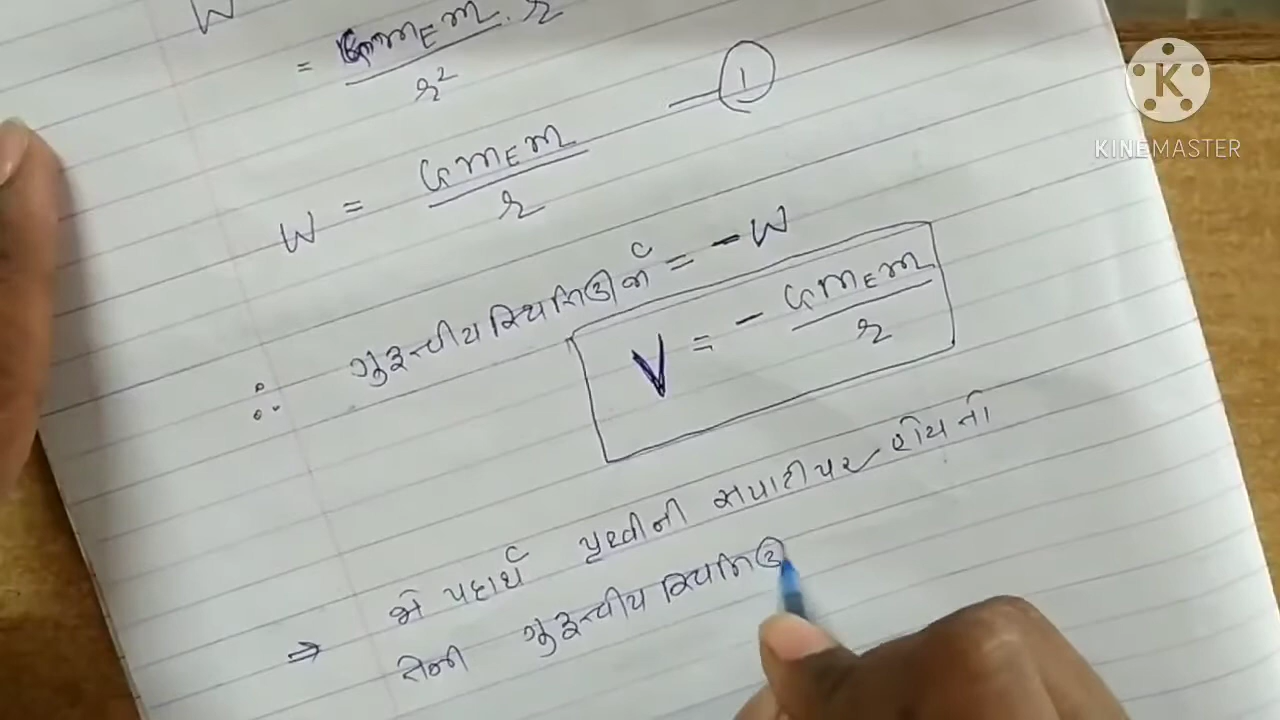 W
= GmEm . r / r²
W = GmEm / r — 1
∴ ગુરૂત્વીય સ્થિતિઊર્જા = -W
V = - GmEm / r
⇒ જો પદાર્થ પૃથ્વીની સપાટી પર હોય તો
તેની ગુરૂત્વીય સ્થિતિઊ
K
KINEMASTER